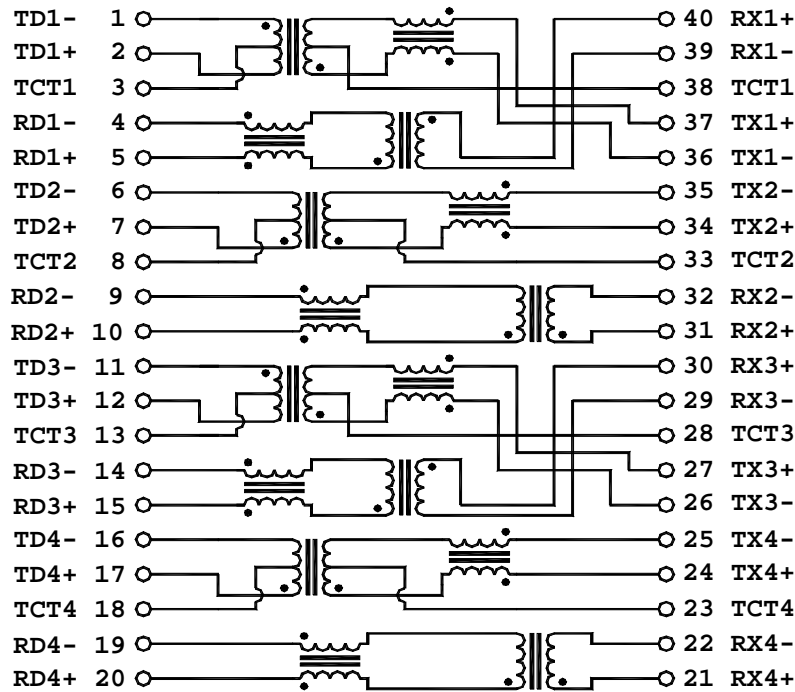 TD1- 1 40 RX1+
TD1+ 2 39 RX1-
TCT1 3 38 TCT1
RD1- 4 37 TX1+
RD1+ 5 36 TX1-
TD2- 6 35 TX2-
TD2+ 7 34 TX2+
TCT2 8 33 TCT2
RD2- 9 32 RX2-
RD2+ 10 31 RX2+
TD3- 11 30 RX3+
TD3+ 12 29 RX3-
TCT3 13 28 TCT3
RD3- 14 27 TX3+
RD3+ 15 26 TX3-
TD4- 16 25 TX4-
TD4+ 17 24 TX4+
TCT4 18 23 TCT4
RD4- 19 22 RX4-
RD4+ 20 21 RX4+